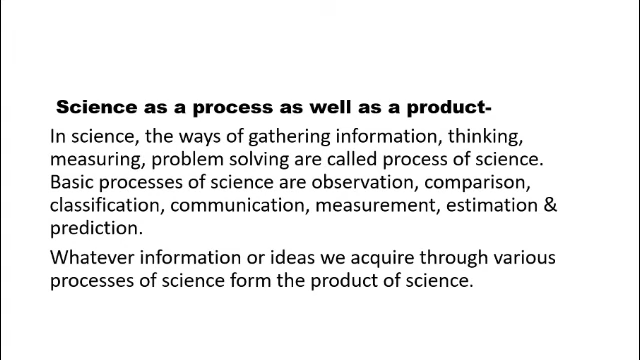 Science as a process as well as a product-
In science, the ways of gathering information, thinking,
measuring, problem solving are called process of science.
Basic processes of science are observation, comparison,
classification, communication, measurement, estimation &
prediction.
Whatever information or ideas we acquire through various
processes of science form the product of science.